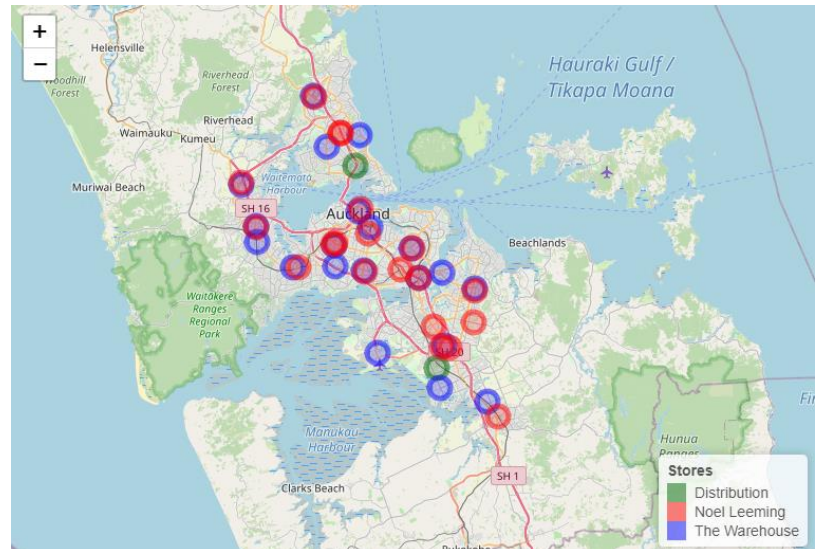 +
−
Helensville
Woodhill
Forest
Riverhead
Forest
Hauraki Gulf /
Tikapa Moana
Waimauku
Riverhead
Kumeu
Muriwai Beach
Waitematā
Harbour
SH 16
Auckland
Beachlands
Waitākere
Ranges
Regional
Park
SH 20
Manukau
Harbour
Hunua
Ranges
SH 1
Clarks Beach
Pukekohe
Stores
Distribution
Noel Leeming
The Warehouse